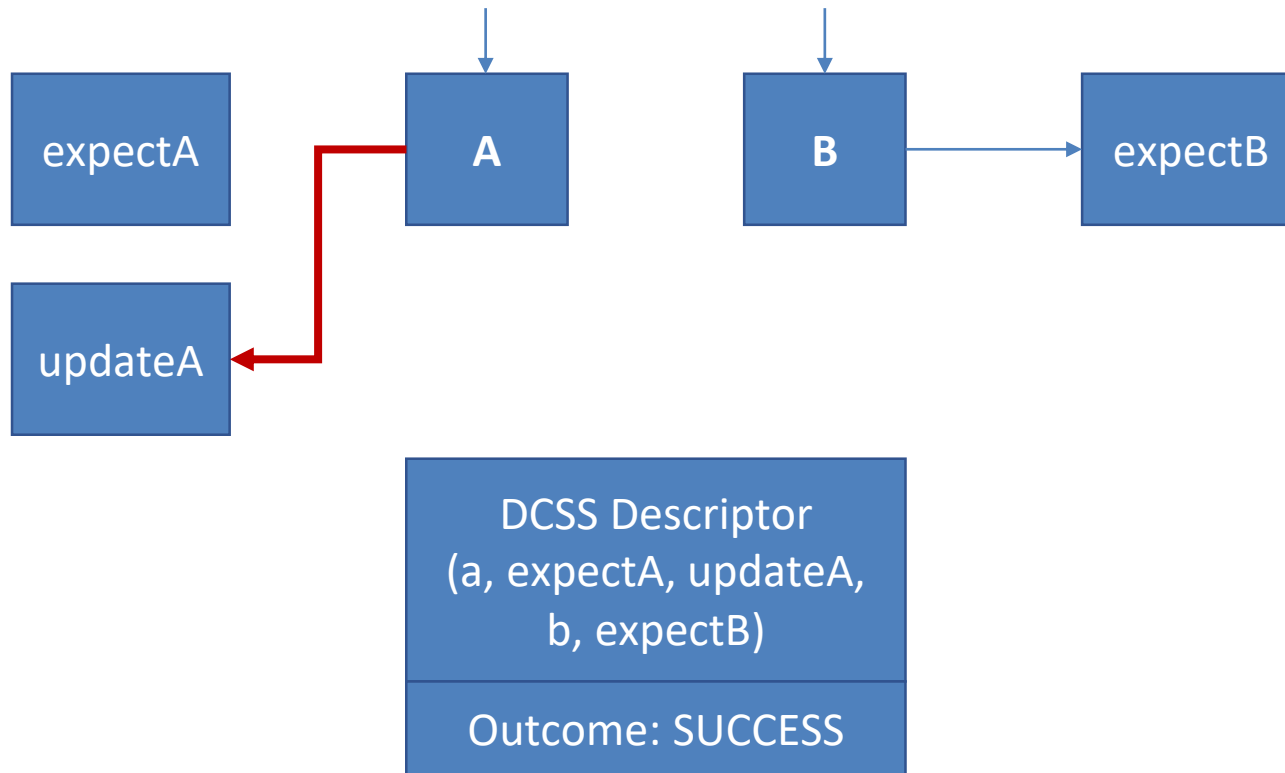 expectA
A
B
expectB
updateA
DCSS Descriptor
(a, expectA, updateA,
b, expectB)
Outcome: SUCCESS